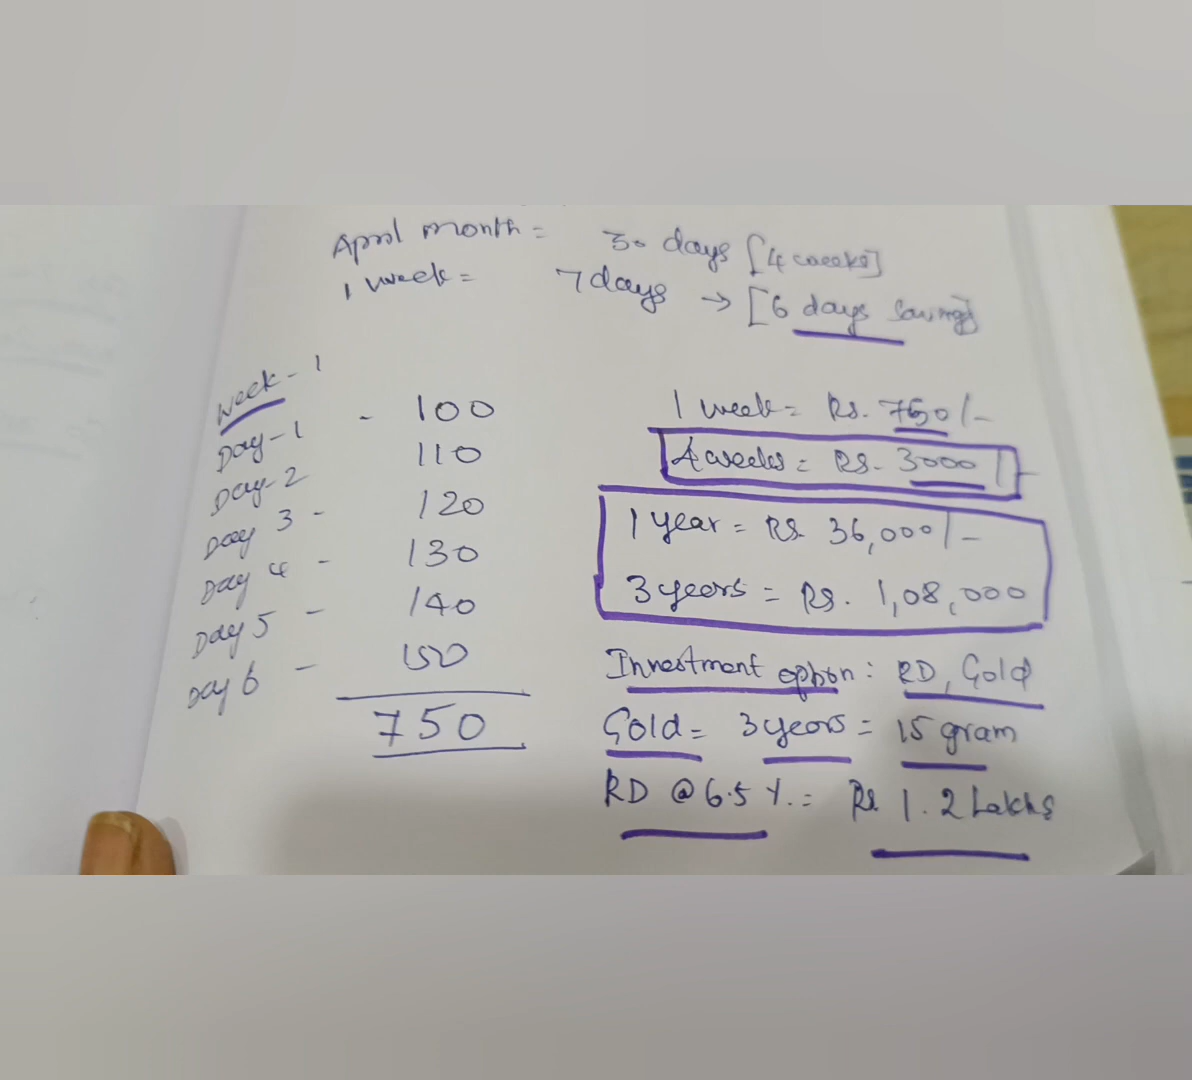 April month = 30 days [4 weeks]
1 week = 7 days → [6 days saving]
Week - 1
Day-1 - 100
Day-2 110
Day 3 - 120
Day 4 - 130
Day 5 - 140
Day 6 - 150
750
1 week = Rs. 750/-
4 weeks = Rs. 3000/-
1 year = Rs. 36,000/-
3 years = Rs. 1,08,000
Investment option : RD, Gold
Gold = 3 years = 15 gram
RD @ 6.5 %. = Rs 1.2 Lakhs